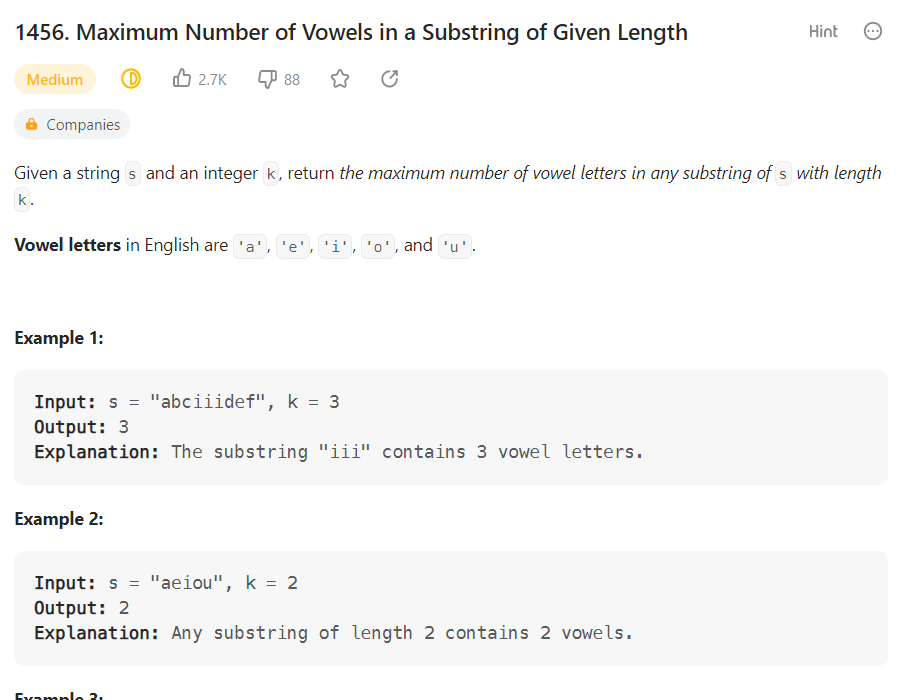 1456. Maximum Number of Vowels in a Substring of Given Length
Hint
Medium
2.7K
88
Companies
Given a string s and an integer k, return the maximum number of vowel letters in any substring of s with length
k.
Vowel letters in English are 'a', 'e', 'i', 'o', and 'u'.
Example 1:
Input: s = "abciiidef", k = 3
Output: 3
Explanation: The substring "iii" contains 3 vowel letters.
Example 2:
Input: s = "aeiou", k = 2
Output: 2
Explanation: Any substring of length 2 contains 2 vowels.
Example 3: